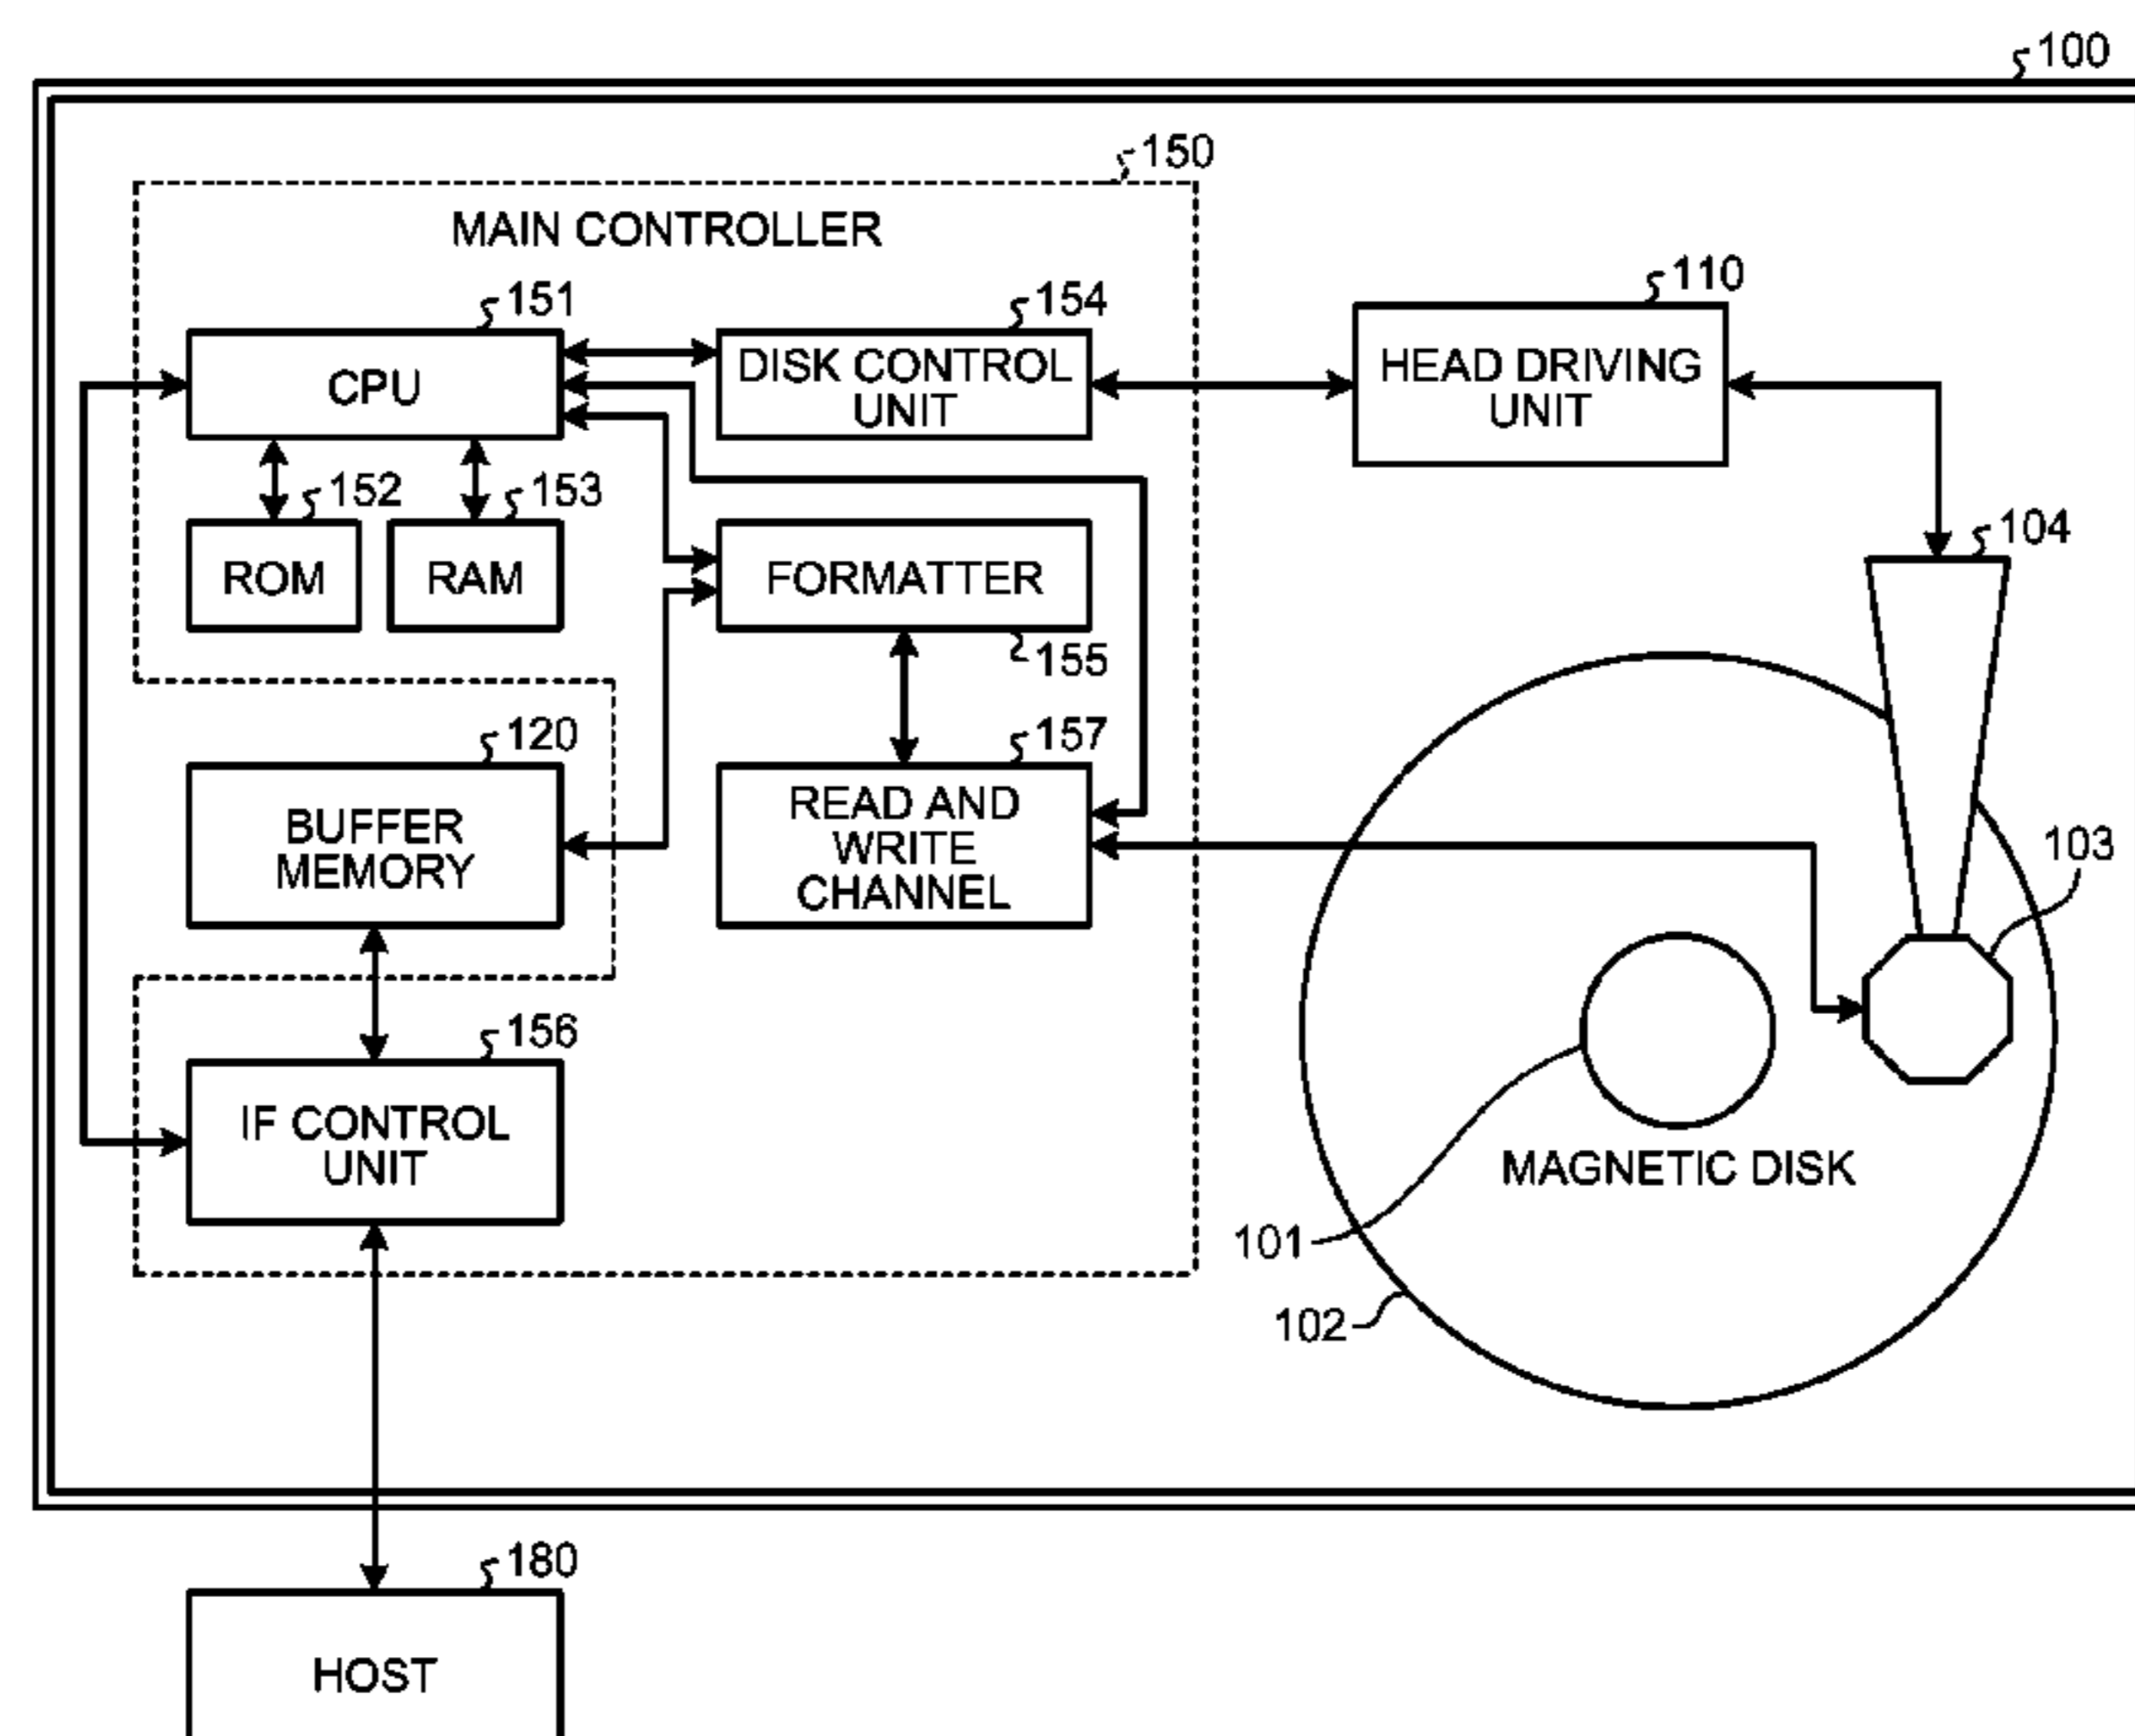 100
150
MAIN CONTROLLER
151
154
110
CPU
DISK CONTROL
UNIT
HEAD DRIVING
UNIT
152
153
104
ROM
RAM
FORMATTER
155
120
157
BUFFER
MEMORY
READ AND
WRITE
CHANNEL
103
156
IF CONTROL
UNIT
MAGNETIC DISK
101
102
180
HOST